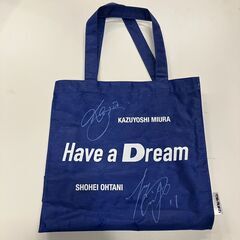 KAZUYOSHI MIURA
Have a Dream
SHOHEI OHTANI